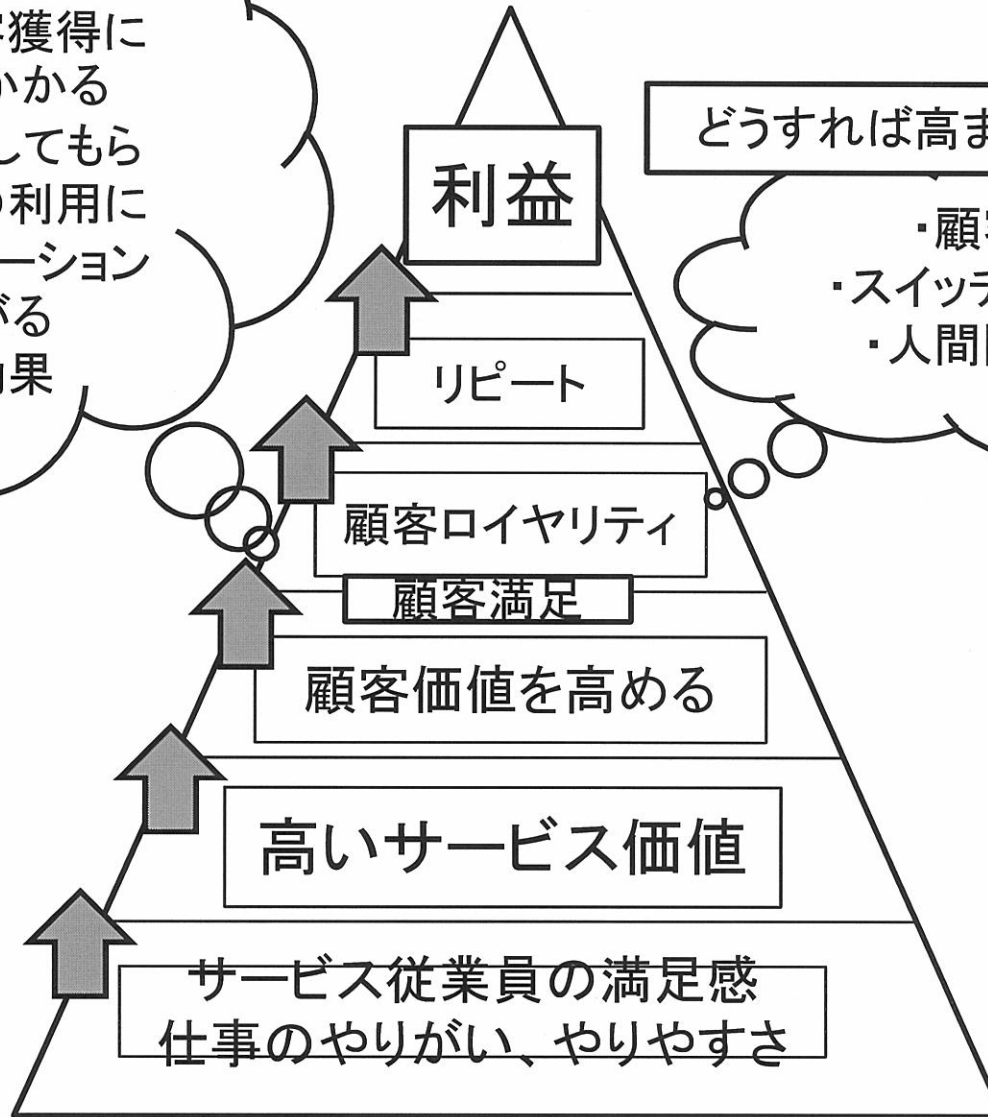 獲得に
かかる
してもら
利用に
ーション
がる
果
どうすれば高ま
・顧
・スイッチ
・人間
利益
リピート
顧客ロイヤリティ
顧客満足
顧客価値を高める
高いサービス価値
サービス従業員の満足感
仕事のやりがい、やりやすさ